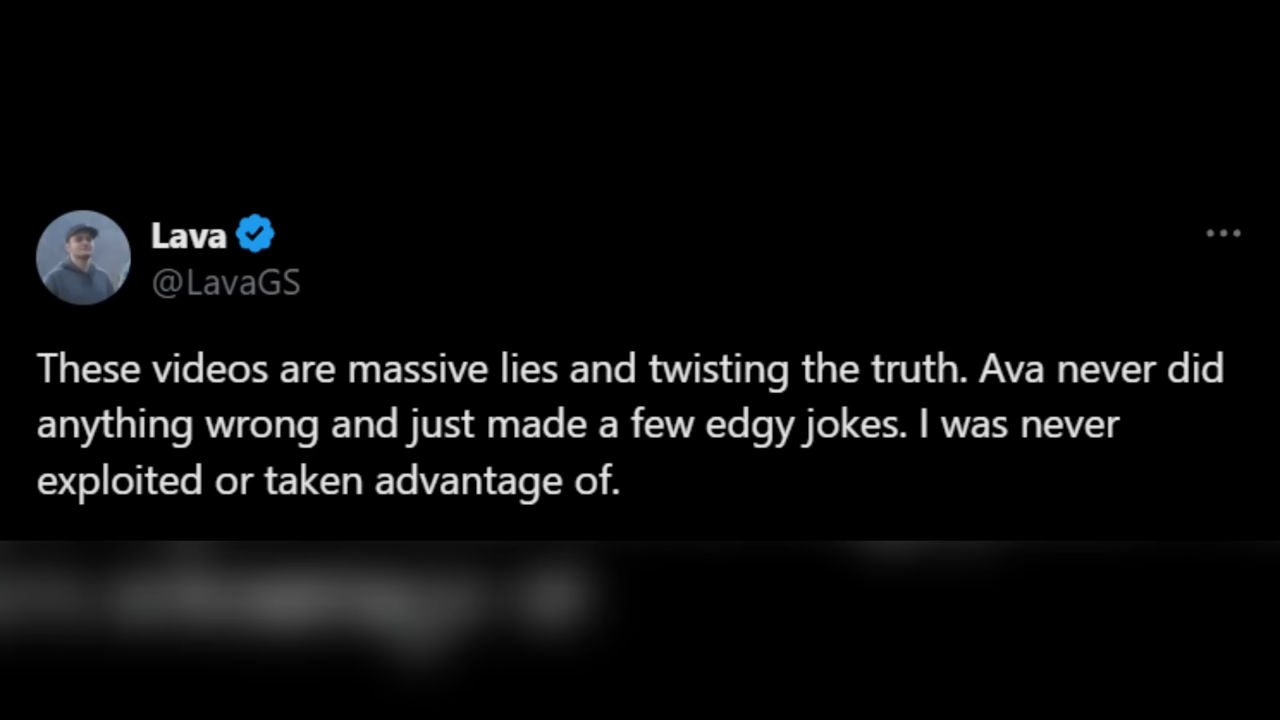 Lava
@LavaGS
These videos are massive lies and twisting the truth. Ava never did
anything wrong and just made a few edgy jokes. I was never
exploited or taken advantage of.